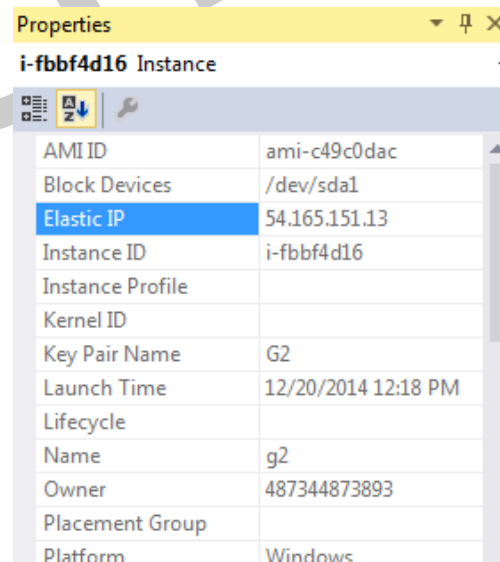 Properties
i-fbbf4d16 Instance
AMI ID ami-c49c0dac
Block Devices /dev/sda1
Elastic IP 54.165.151.13
Instance ID i-fbbf4d16
Instance Profile
Kernel ID
Key Pair Name G2
Launch Time 12/20/2014 12:18 PM
Lifecycle
Name g2
Owner 487344873893
Placement Group
Platform Windows